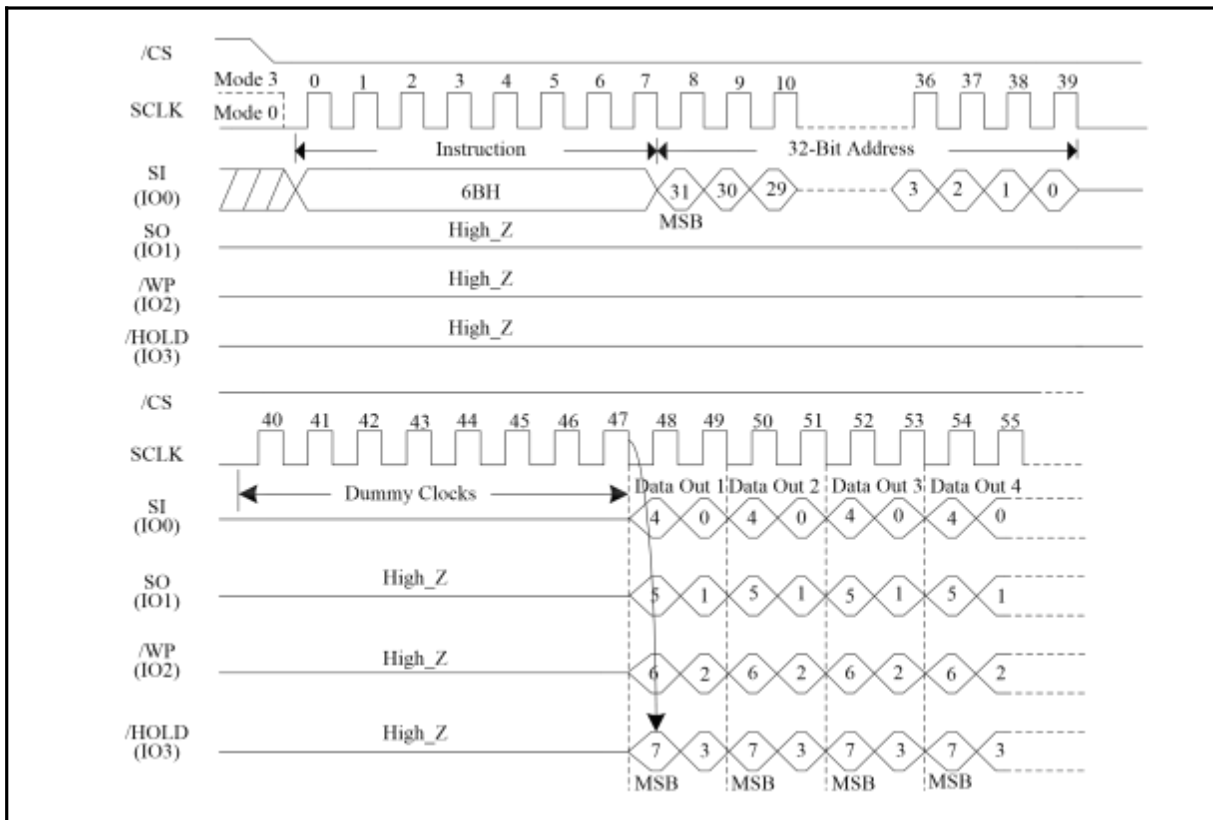 /CS
Mode 3
0 1 2 3 4 5 6 7 8 9 10 36 37 38 39
SCLK
Mode 0
Instruction
32-Bit Address
SI
(IO0)
6BH
31 30 29 3 2 1 0
MSB
SO
(IO1)
High_Z
/WP
(IO2)
High_Z
/HOLD
(IO3)
High_Z
/CS
40 41 42 43 44 45 46 47 48 49 50 51 52 53 54 55
SCLK
Dummy Clocks
Data Out 1 Data Out 2 Data Out 3 Data Out 4
SI
(IO0)
4 0 4 0 4 0 4 0
SO
(IO1)
High_Z
5 1 5 1 5 1 5 1
/WP
(IO2)
High_Z
6 2 6 2 6 2 6 2
/HOLD
(IO3)
High_Z
7 3 7 3 7 3 7 3
MSB MSB MSB MSB